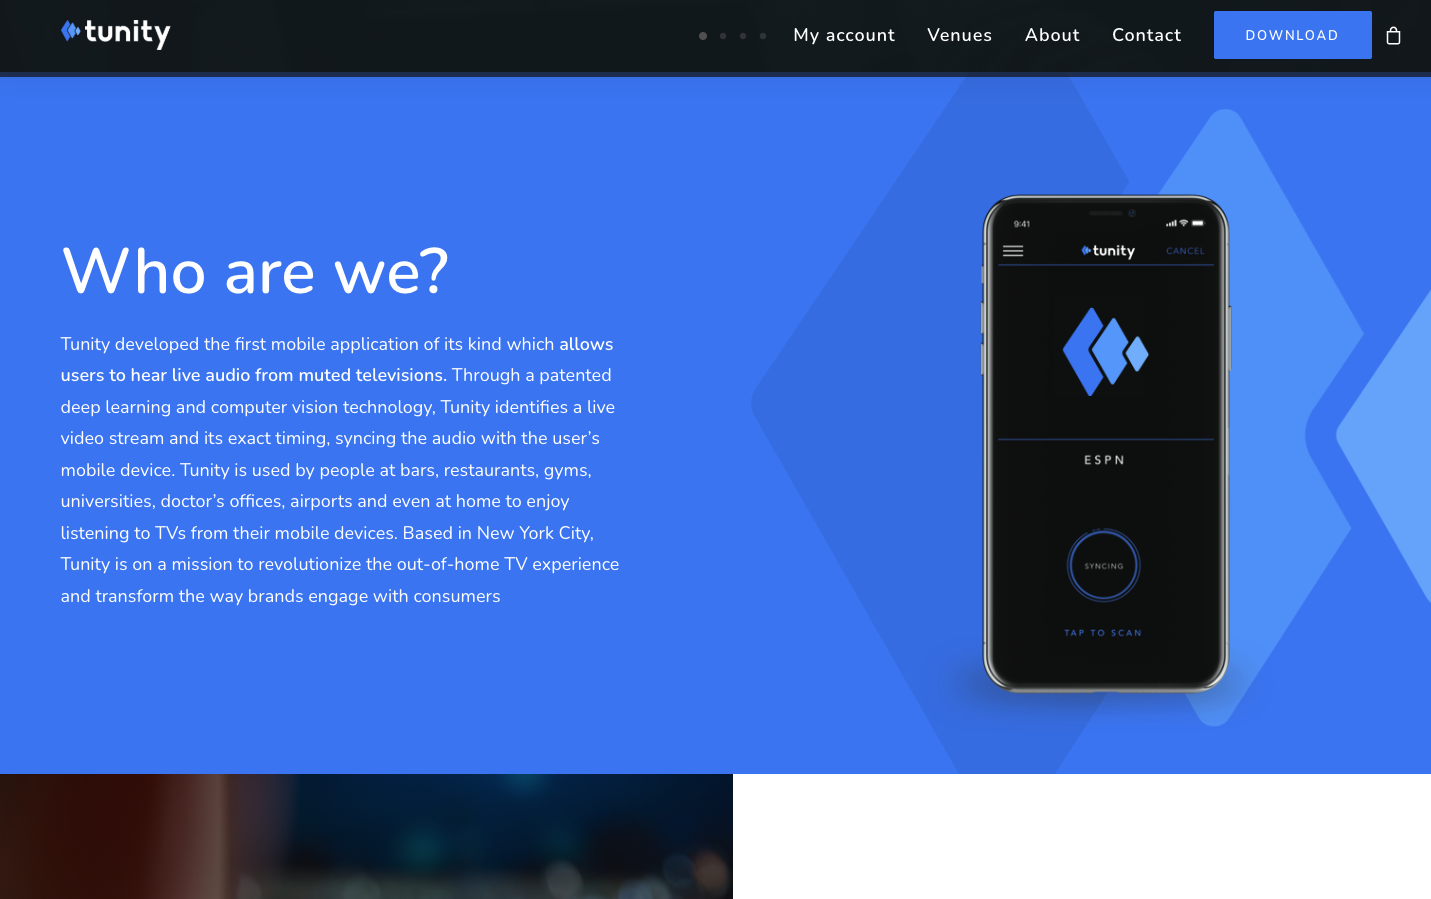 tunity
My account Venues About Contact DOWNLOAD
Who are we?
Tunity developed the first mobile application of its kind which allows
users to hear live audio from muted televisions. Through a patented
deep learning and computer vision technology, Tunity identifies a live
video stream and its exact timing, syncing the audio with the user’s
mobile device. Tunity is used by people at bars, restaurants, gyms,
universities, doctor’s offices, airports and even at home to enjoy
listening to TVs from their mobile devices. Based in New York City,
Tunity is on a mission to revolutionize the out-of-home TV experience
and transform the way brands engage with consumers
9:41
tunity CANCEL
ESPN
SYNCING
TAP TO SCAN